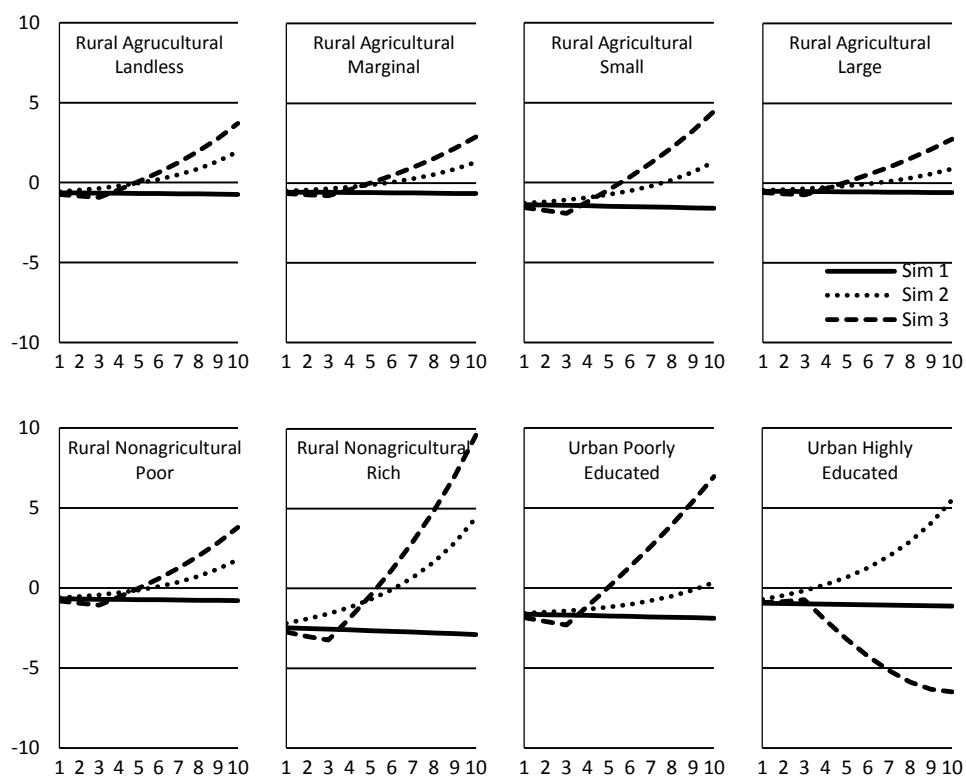 10
5
0
-5
-10
Rural Agrucultural
Landless
Rural Agricultural
Marginal
Rural Agricultural
Small
Rural Agricultural
Large
Sim 1
Sim 2
Sim 3
1 2 3 4 5 6 7 8 9 10
1 2 3 4 5 6 7 8 9 10
1 2 3 4 5 6 7 8 9 10
1 2 3 4 5 6 7 8 9 10
10
5
0
-5
-10
Rural Nonagricultural
Poor
Rural Nonagricultural
Rich
Urban Poorly
Educated
Urban Highly
Educated
1 2 3 4 5 6 7 8 9 10
1 2 3 4 5 6 7 8 9 10
1 2 3 4 5 6 7 8 9 10
1 2 3 4 5 6 7 8 9 10